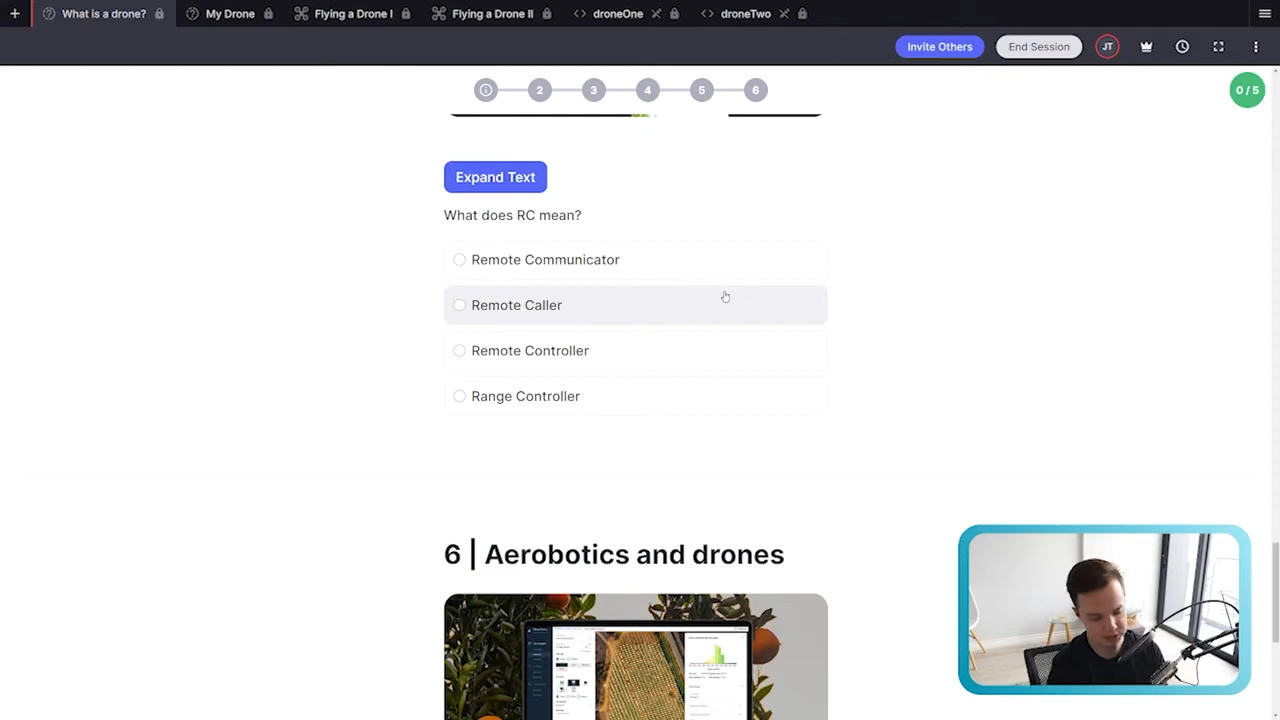 What is a drone?
My Drone
Flying a Drone I
Flying a Drone II
droneOne
droneTwo
Invite Others
End Session
JT
2
3
4
5
6
0 / 5
Expand Text
What does RC mean?
Remote Communicator
Remote Caller
Remote Controller
Range Controller
6 | Aerobotics and drones